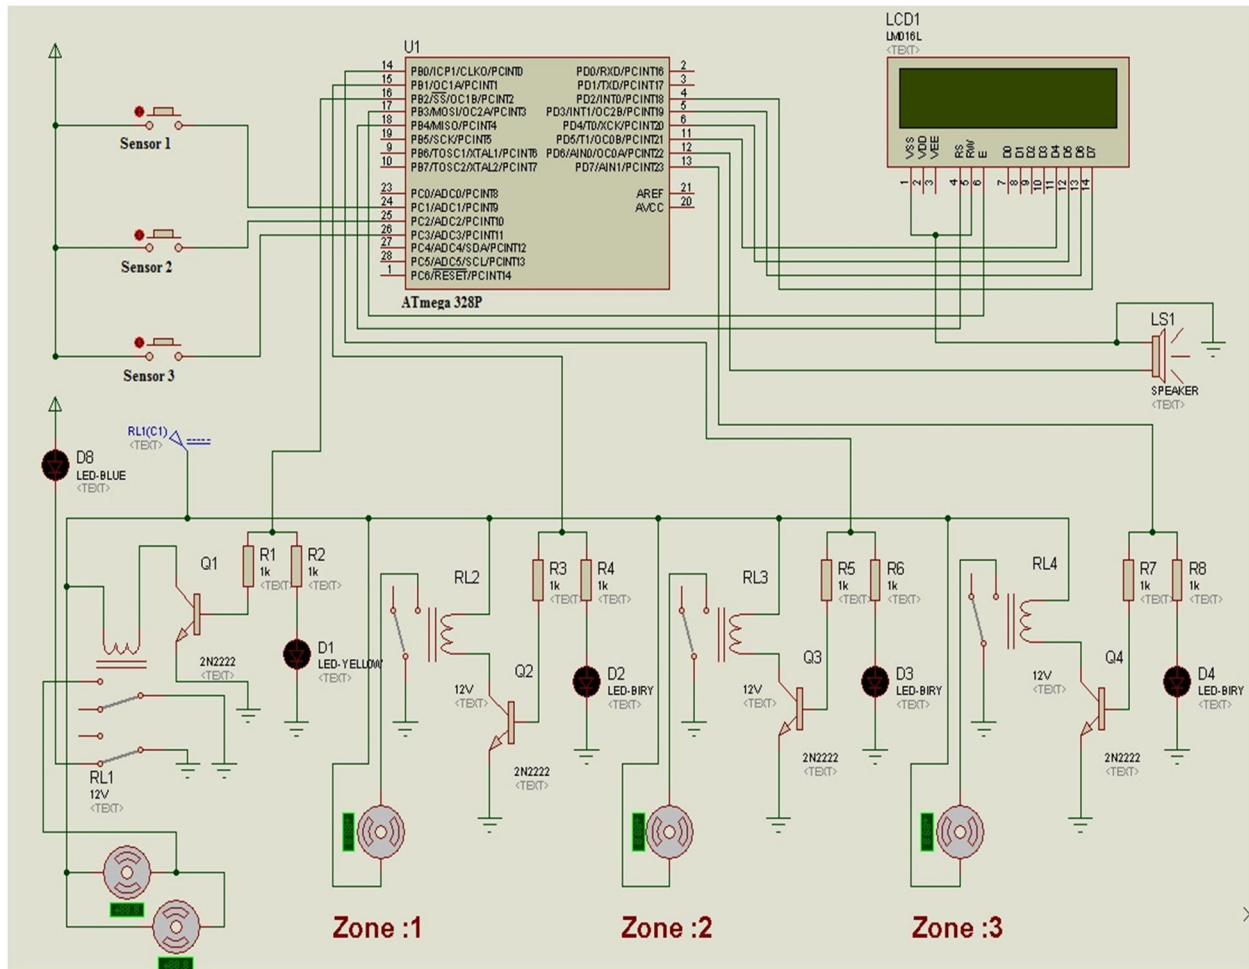 U1
14 PB0/ICP1/CLKO/PCINT0
15 PB1/OC1A/PCINT1
16 PB2/SS/OC1B/PCINT2
17 PB3/MOSI/OC2A/PCINT3
18 PB4/MISO/PCINT4
19 PB5/SCK/PCINT5
9 PB6/TOSC1/XTAL1/PCINT6
10 PB7/TOSC2/XTAL2/PCINT7
23 PC0/ADC0/PCINT8
24 PC1/ADC1/PCINT9
25 PC2/ADC2/PCINT10
26 PC3/ADC3/PCINT11
27 PC4/ADC4/SDA/PCINT12
28 PC5/ADC5/SCL/PCINT13
1 PC6/RESET/PCINT14
PD0/RXD/PCINT16 2
PD1/TXD/PCINT17 3
PD2/INT0/PCINT18 4
PD3/INT1/OC2B/PCINT19 5
PD4/T0/XCK/PCINT20 6
PD5/T1/OC0B/PCINT21 11
PD6/AIN0/OC0A/PCINT22 12
PD7/AIN1/PCINT23 13
AREF 21
AVCC 20
ATmega 328P
LCD1
LM016L
<TEXT>
VSS VDD VEE RS RW E D0 D1 D2 D3 D4 D5 D6 D7
1 2 3 4 5 6 7 8 9 10 11 12 13 14
Sensor 1
Sensor 2
Sensor 3
LS1
SPEAKER
<TEXT>
RL1(C1)
<TEXT>
D8
LED-BLUE
<TEXT>
Q1
2N2222
<TEXT>
R1
1k
<TEXT>
R2
1k
<TEXT>
D1
LED-YELLOW
<TEXT>
RL1
12V
<TEXT>
RL2
12V
<TEXT>
Q2
2N2222
<TEXT>
R3
1k
<TEXT>
R4
1k
<TEXT>
D2
LED-BIRY
<TEXT>
RL3
12V
<TEXT>
Q3
2N2222
<TEXT>
R5
1k
<TEXT>
R6
1k
<TEXT>
D3
LED-BIRY
<TEXT>
RL4
12V
<TEXT>
Q4
2N2222
<TEXT>
R7
1k
<TEXT>
R8
1k
<TEXT>
D4
LED-BIRY
<TEXT>
Zone :1
Zone :2
Zone :3